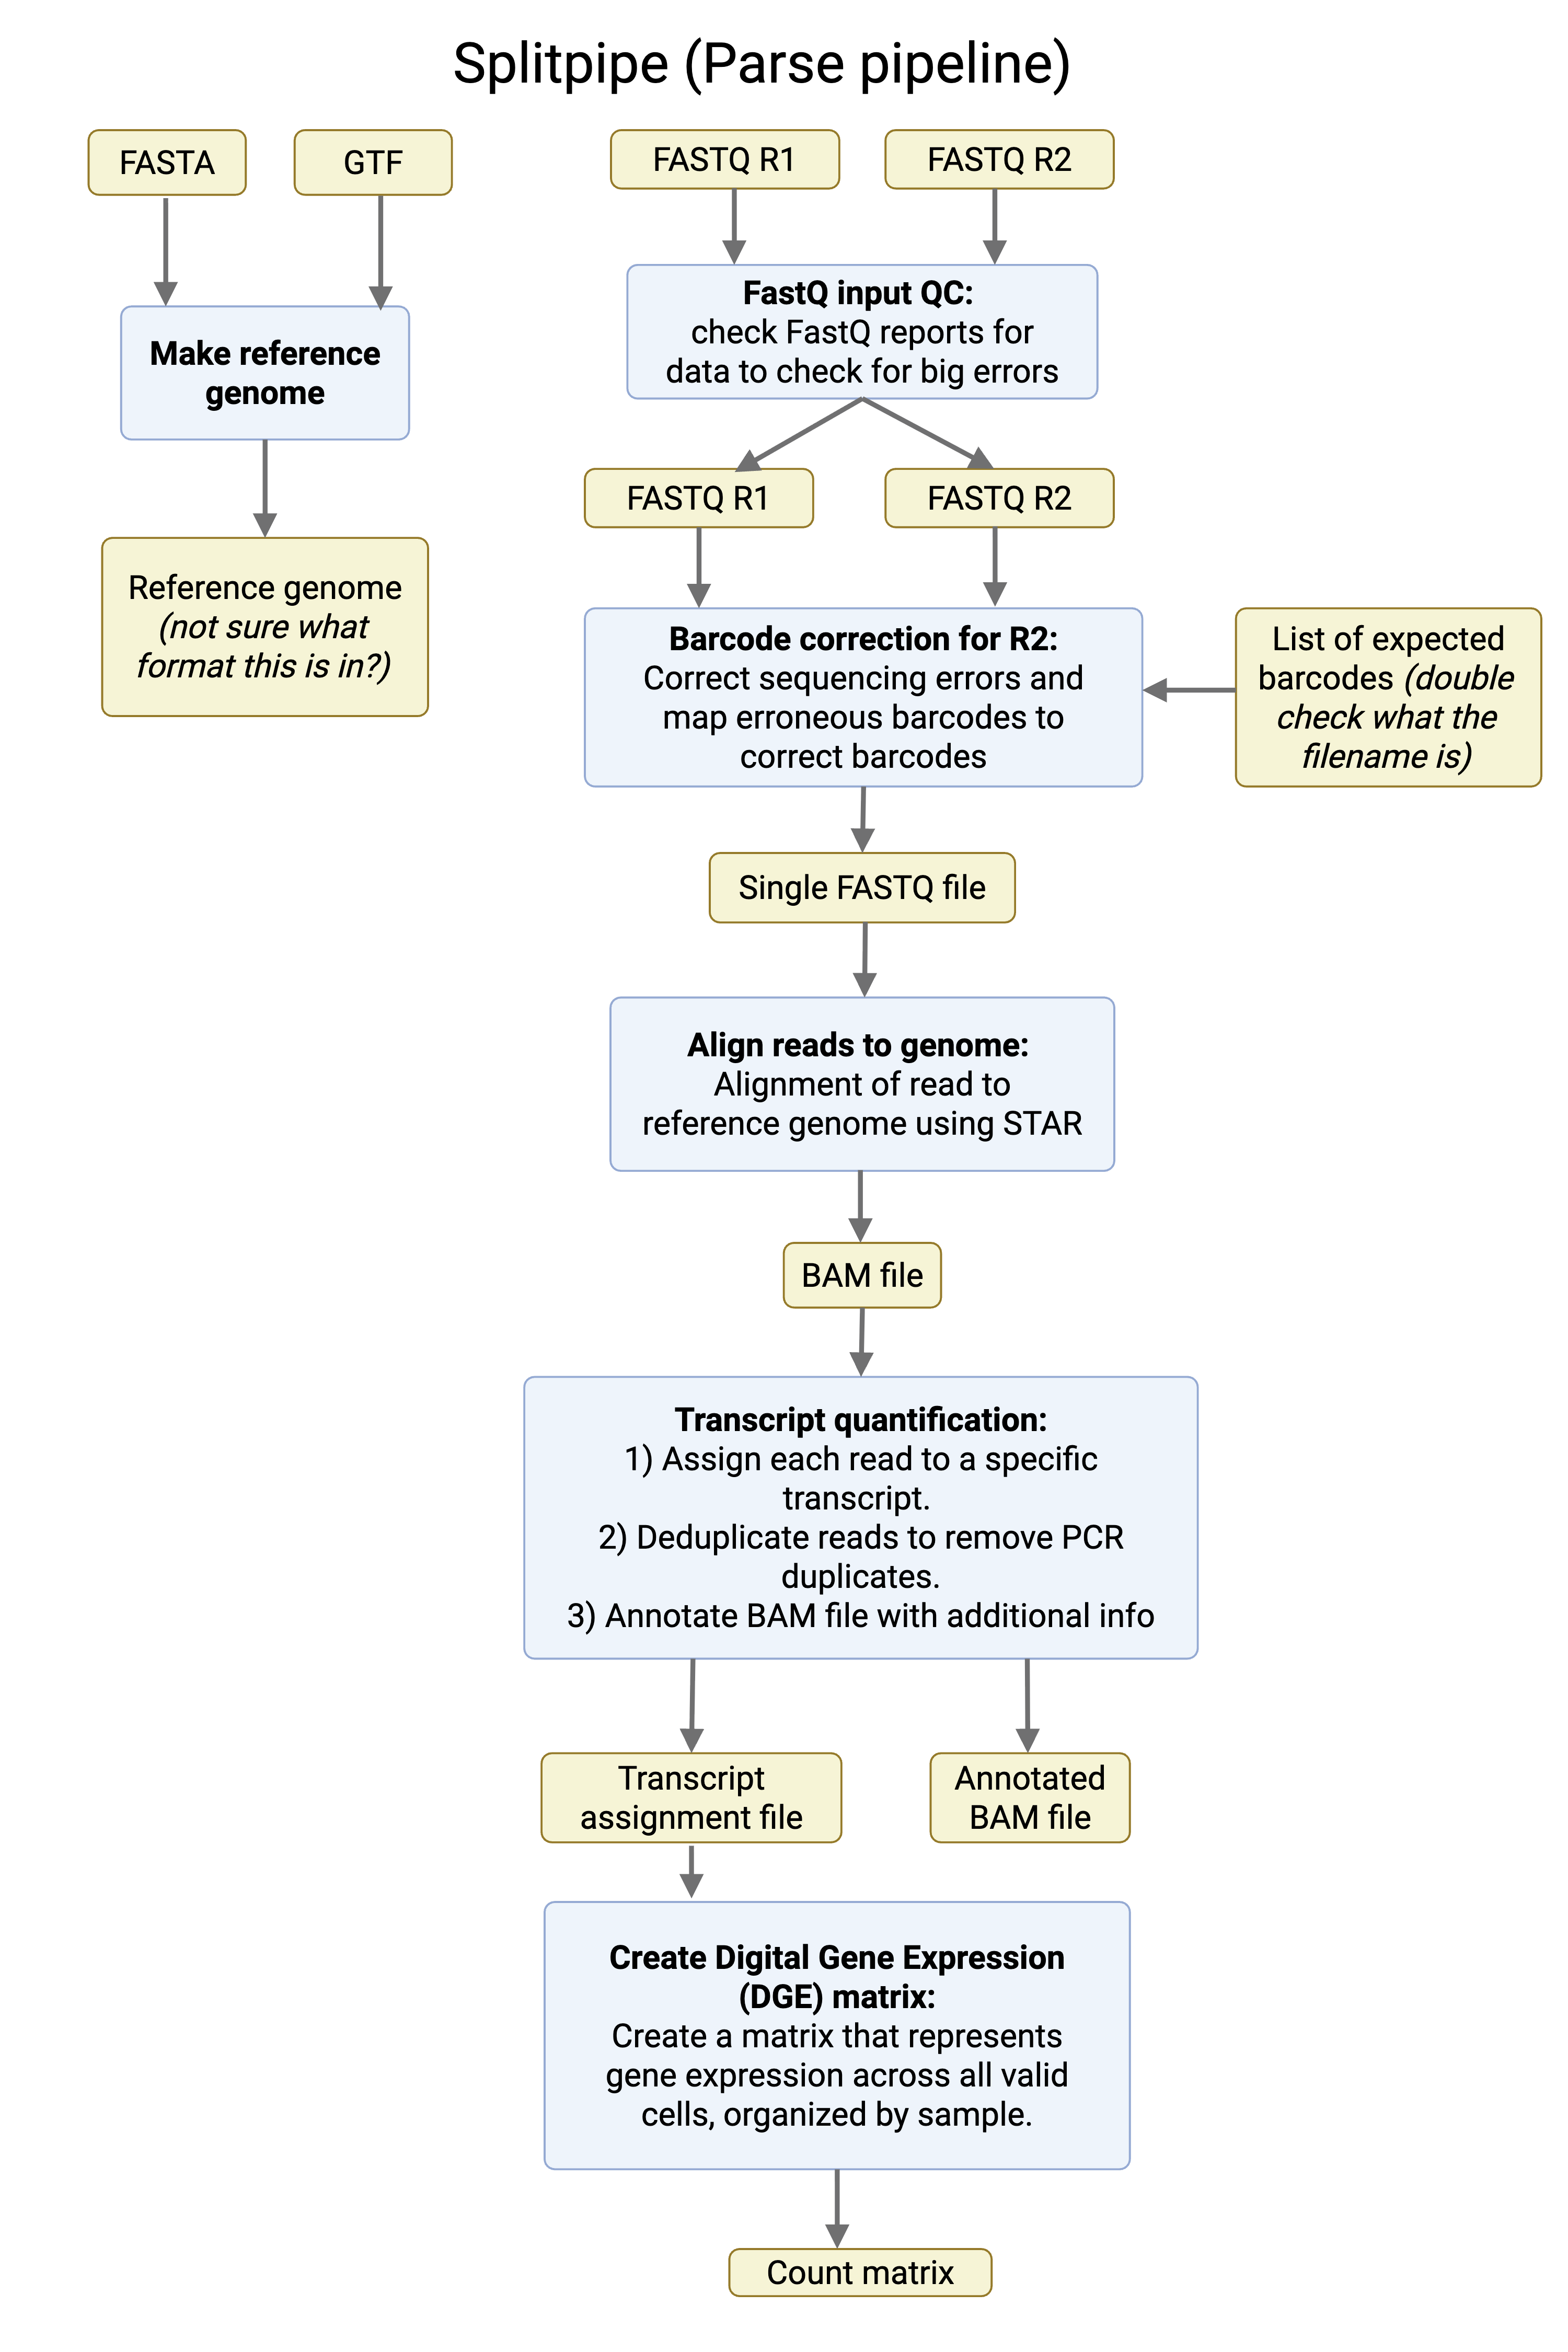 Splitpipe (Parse pipeline)
FASTA
GTF
FASTQ R1
FASTQ R2
Make reference
genome
FastQ input QC:
check FastQ reports for
data to check for big errors
FASTQ R1
FASTQ R2
Reference genome
(not sure what
format this is in?)
Barcode correction for R2:
Correct sequencing errors and
map erroneous barcodes to
correct barcodes
List of expected
barcodes (double
check what the
filename is)
Single FASTQ file
Align reads to genome:
Alignment of read to
reference genome using STAR
BAM file
Transcript quantification:
1) Assign each read to a specific
transcript.
2) Deduplicate reads to remove PCR
duplicates.
3) Annotate BAM file with additional info
Transcript
assignment file
Annotated
BAM file
Create Digital Gene Expression
(DGE) matrix:
Create a matrix that represents
gene expression across all valid
cells, organized by sample.
Count matrix